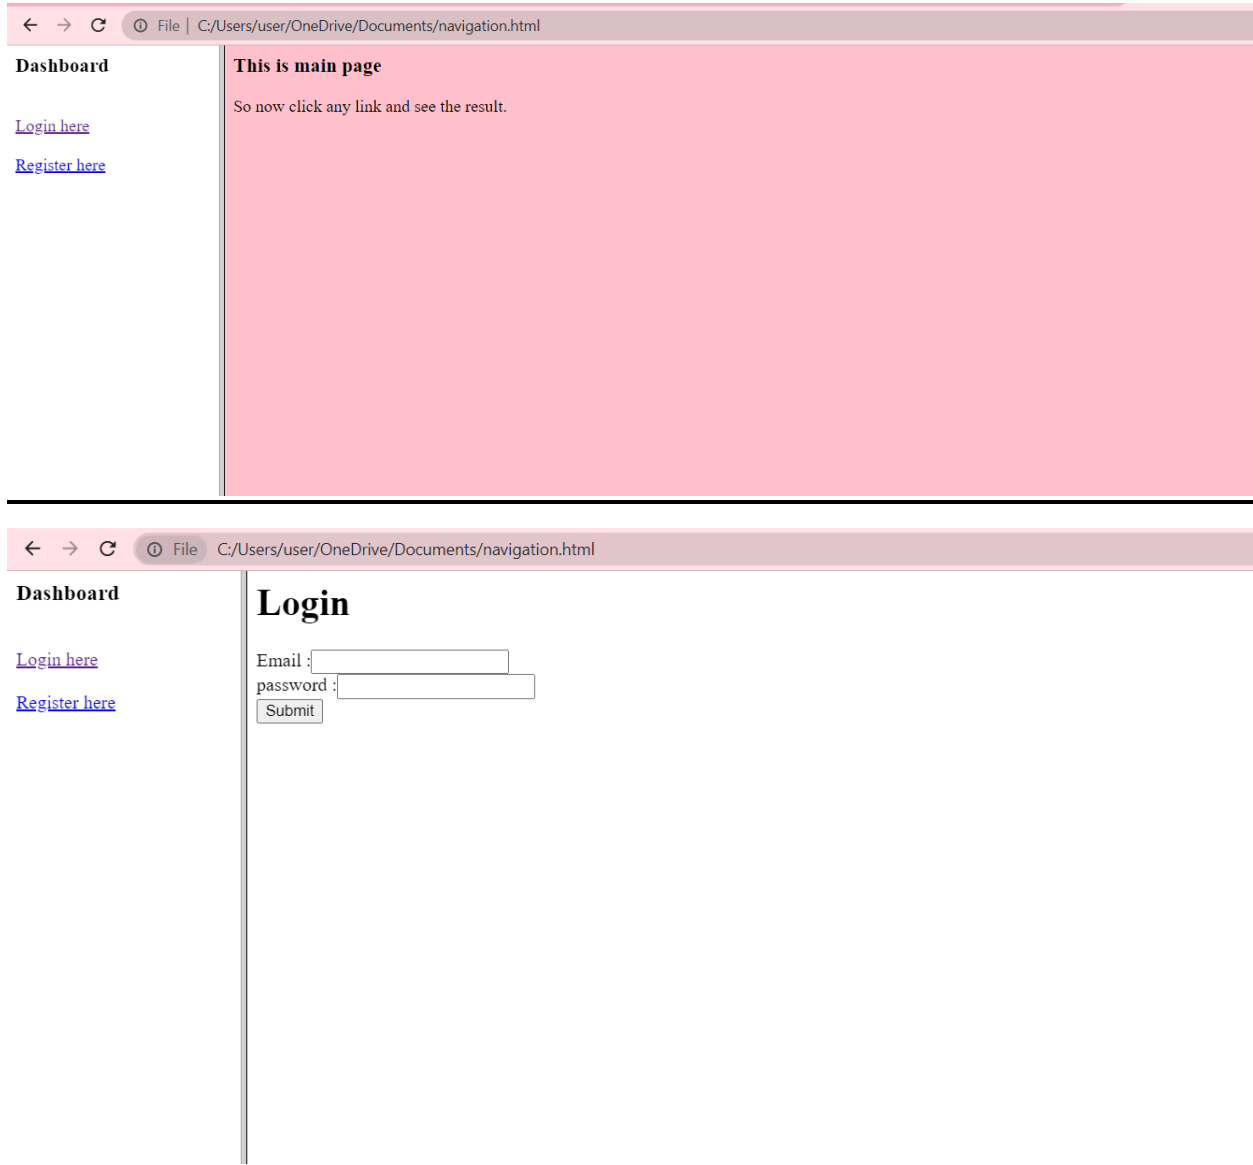 File | C:/Users/user/OneDrive/Documents/navigation.html
Dashboard
Login here
Register here
This is main page
So now click any link and see the result.
File C:/Users/user/OneDrive/Documents/navigation.html
Dashboard
Login here
Register here
Login
Email :
password :
Submit